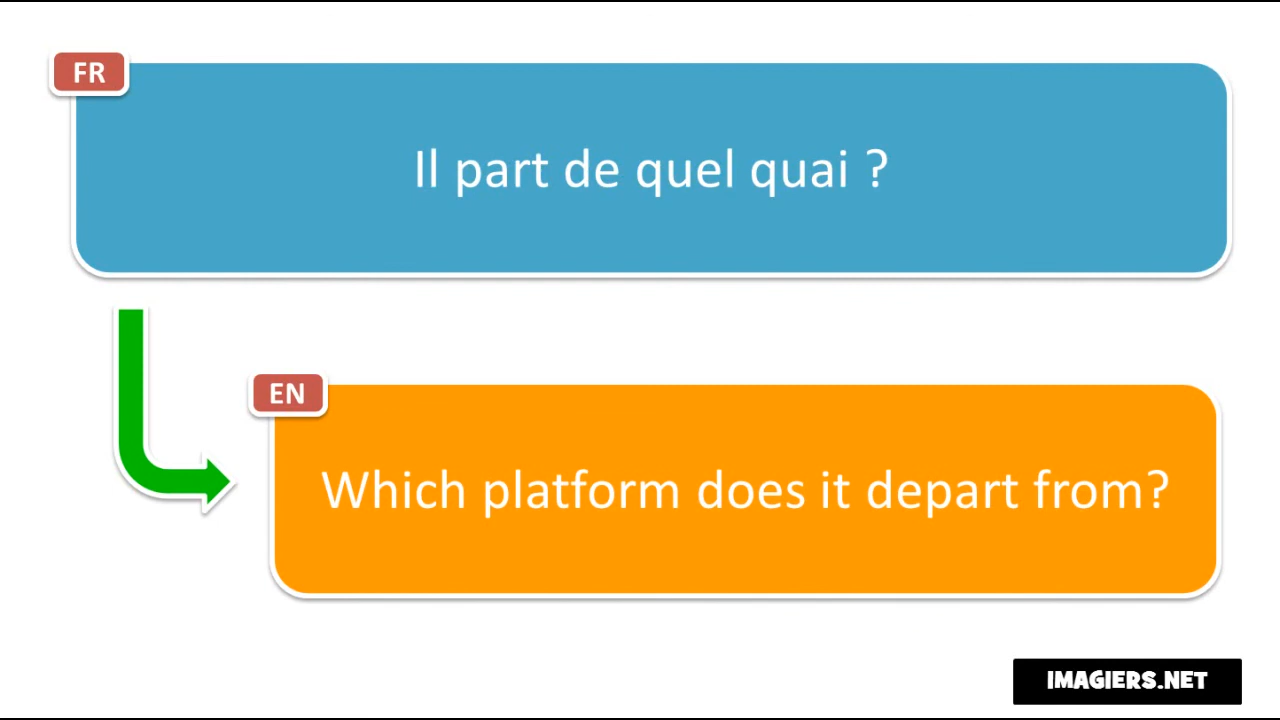 FR
Il part de quel quai ?
EN
Which platform does it depart from?
IMAGIERS.NET